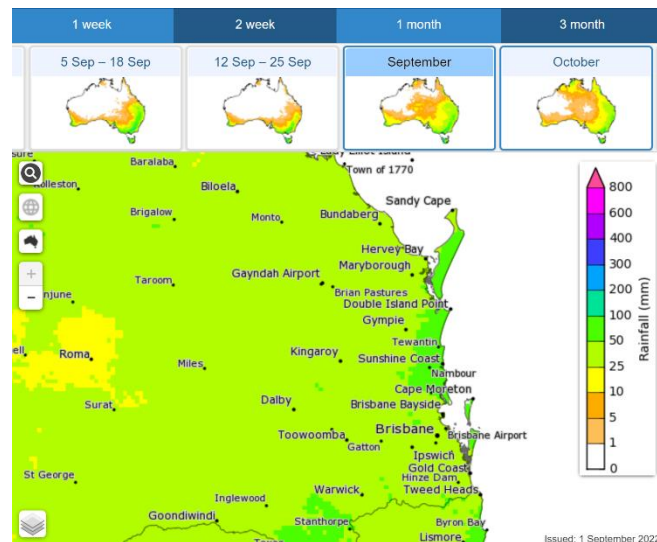 1 week
2 week
1 month
3 month
5 Sep – 18 Sep
12 Sep – 25 Sep
September
October
Town of 1770
Baralaba
Rolleston
Biloela
Sandy Cape
Brigalow
Monto
Bundaberg
Hervey Bay
Maryborough
Taroom
Gayndah Airport
Brian Pastures
Double Island Point
Gympie
Tewantin
Roma
Miles
Kingaroy
Sunshine Coast
Nambour
Cape Moreton
Surat
Dalby
Brisbane Bayside
Brisbane
Brisbane Airport
Toowoomba
Gatton
Ipswich
Gold Coast
St George
Hinze Dam
Warwick
Tweed Heads
Inglewood
Goondiwindi
Stanthorpe
Byron Bay
Lismore
800
600
400
300
200
100
50
25
10
5
1
0
Rainfall (mm)
Issued: 1 September 2022